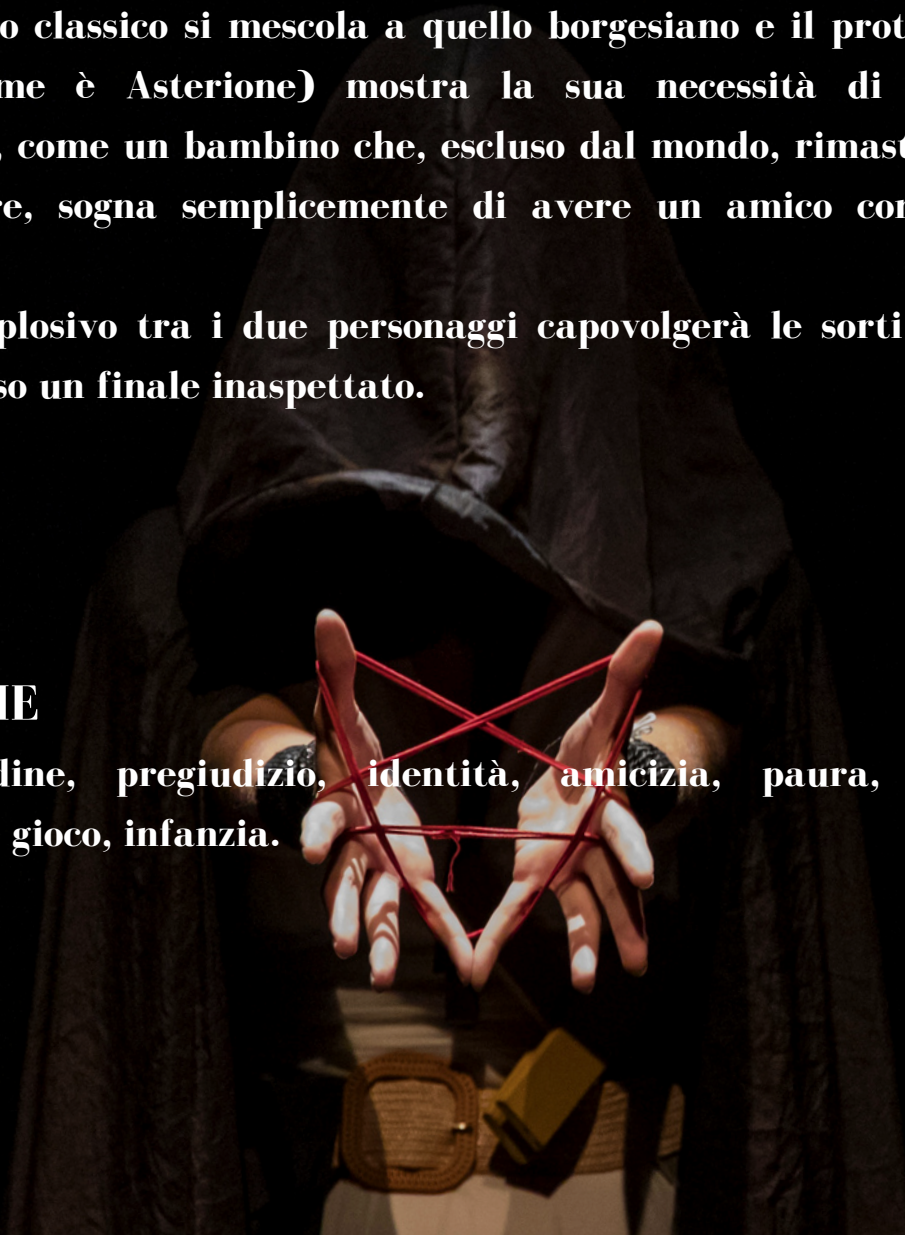 o classico si mescola a quello borgesiano e il prot
me è Asterione) mostra la sua necessità di
, come un bambino che, escluso dal mondo, rimast
re, sogna semplicemente di avere un amico con
plosivo tra i due personaggi capovolgerà le sorti
so un finale inaspettato.
IE
dine, pregiudizio, identità, amicizia, paura,
gioco, infanzia.